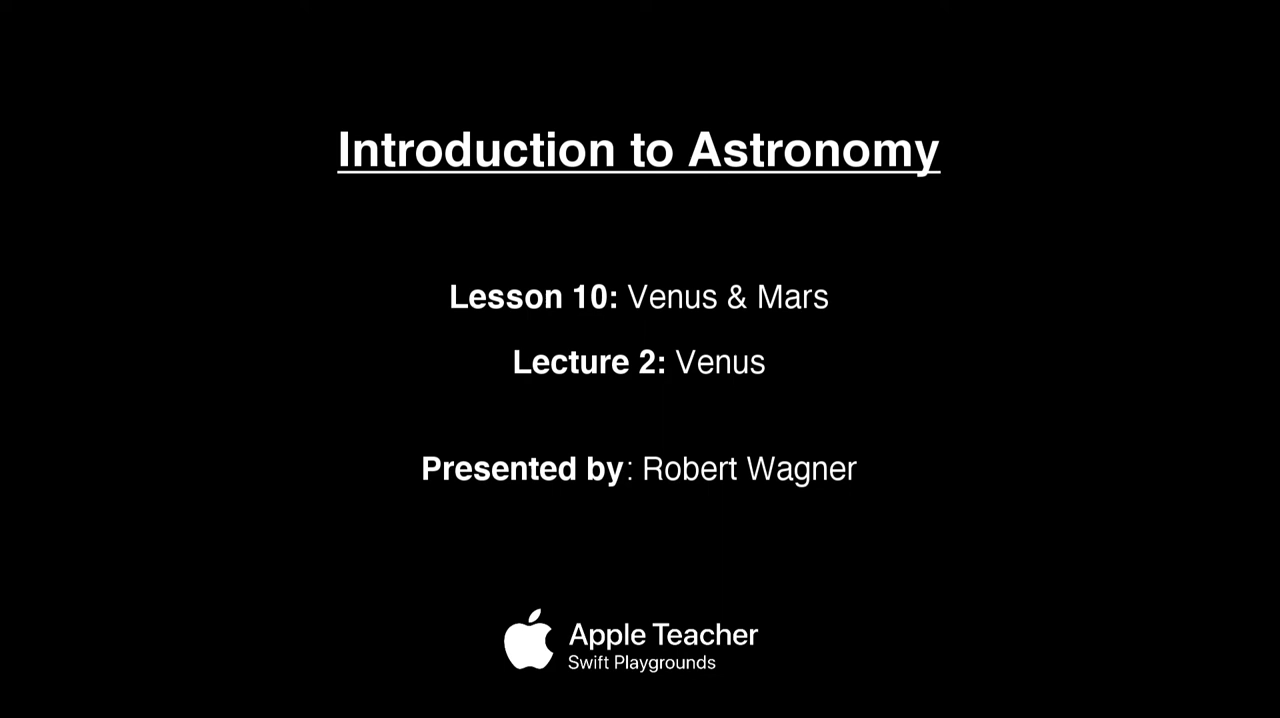 Introduction to Astronomy
Lesson 10: Venus & Mars
Lecture 2: Venus
Presented by: Robert Wagner
Apple Teacher
Swift Playgrounds